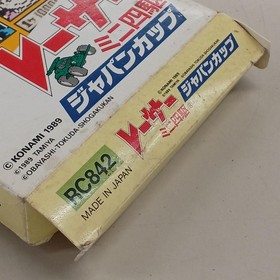 レーサー
ミニ四駆
ジャパンカップ
© KONAMI 1989
© 1989 TAMIYA
© OBAYASHI・TOKUDA・SHOGAKUKAN
RC842
MADE IN JAPAN
レーサー
ミニ四駆
ジャパンカップ
© KONAMI 1989